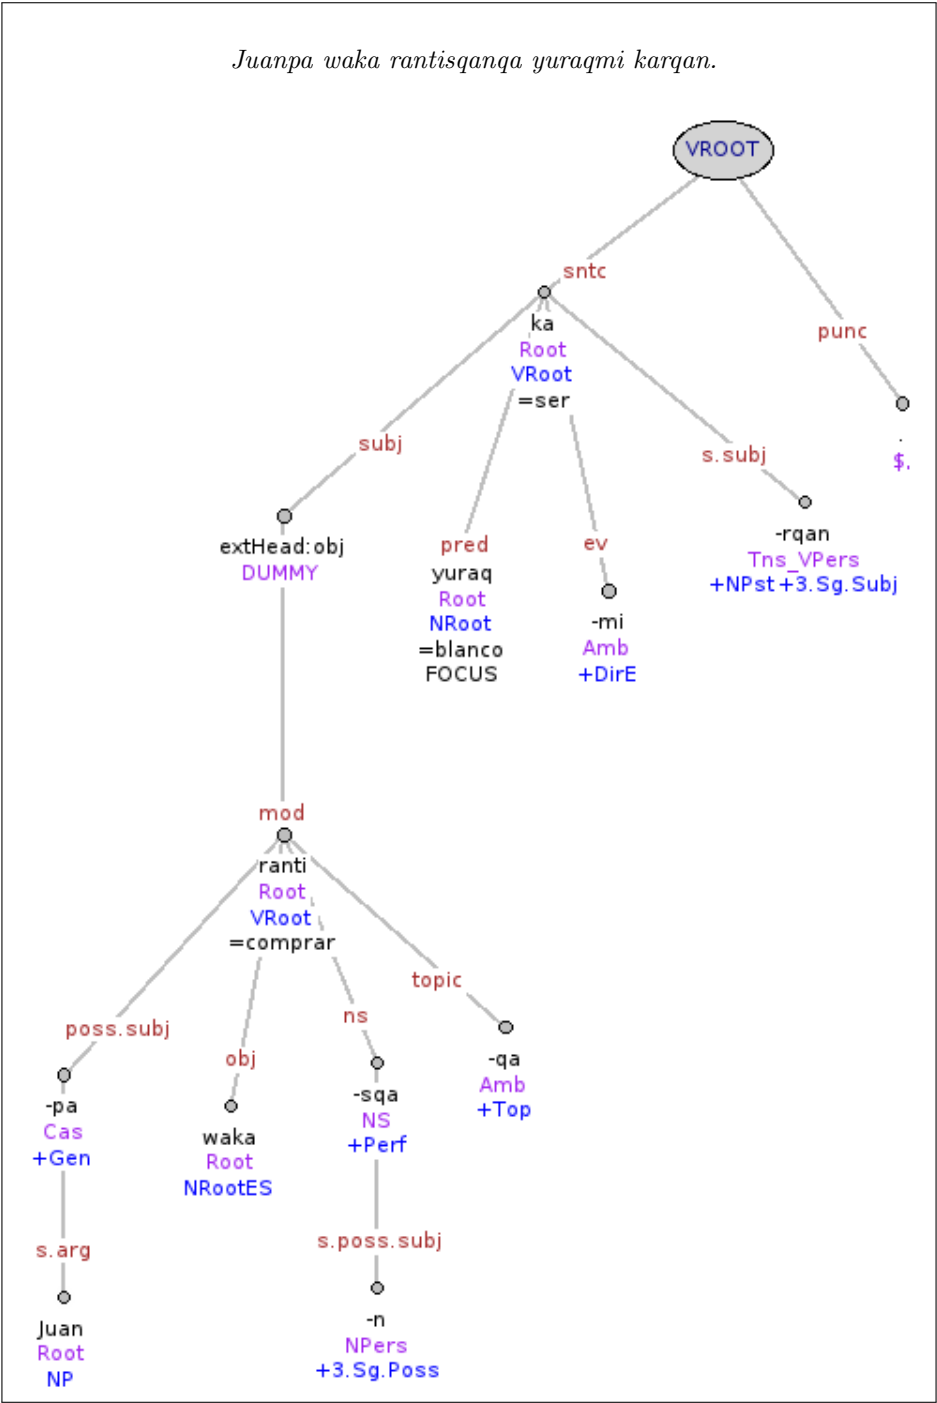 Juanpa waka rantisqanqa yuraqmi karqan.
VROOT
sntc
punc
ka
Root
VRoot
=ser
.
$.
subj
s.subj
extHead:obj
DUMMY
pred
yuraq
Root
NRoot
=blanco
FOCUS
ev
-mi
Amb
+DirE
-rqan
Tns_VPers
+NPst+3.Sg.Subj
mod
ranti
Root
VRoot
=comprar
poss.subj
obj
ns
topic
-pa
Cas
+Gen
waka
Root
NRootES
-sqa
NS
+Perf
-qa
Amb
+Top
s.arg
s.poss.subj
Juan
Root
NP
-n
NPers
+3.Sg.Poss